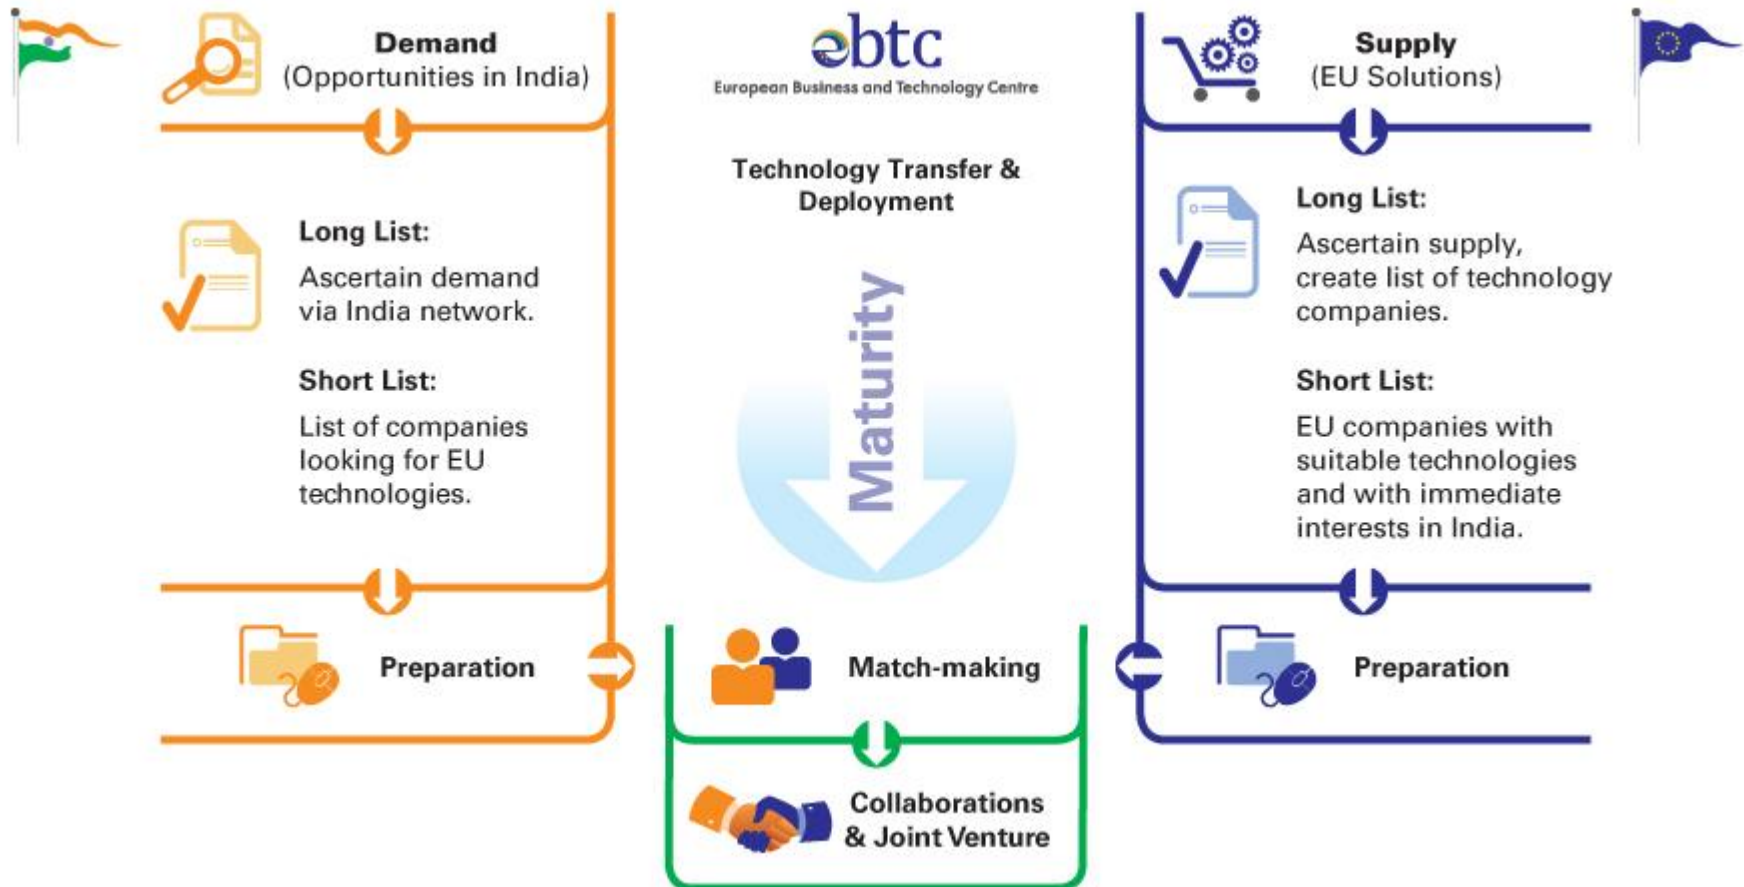 Demand
(Opportunities in India)
Long List:
Ascertain demand
via India network.
Short List:
List of companies
looking for EU
technologies.
Preparation
ebtc
European Business and Technology Centre
Technology Transfer &
Deployment
Maturity
Match-making
Collaborations
& Joint Venture
Supply
(EU Solutions)
Long List:
Ascertain supply,
create list of technology
companies.
Short List:
EU companies with
suitable technologies
and with immediate
interests in India.
Preparation